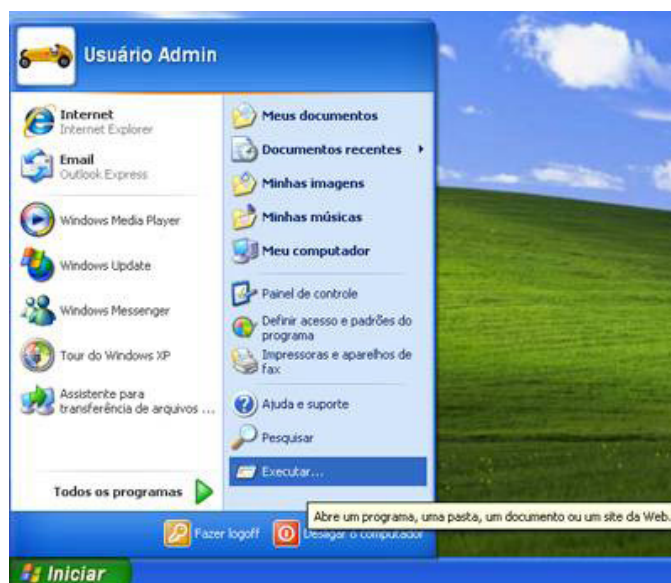 Usuário Admin
Internet
Internet Explorer
Email
Outlook Express
Windows Media Player
Windows Update
Windows Messenger
Tour do Windows XP
Assistente para
transferência de arquivos ...
Todos os programas
Meus documentos
Documentos recentes
Minhas imagens
Minhas músicas
Meu computador
Painel de controle
Definir acesso e padrões do
programa
Impressoras e aparelhos de
fax
Ajuda e suporte
Pesquisar
Executar...
Abre um programa, uma pasta, um documento ou um site da Web.
Fazer logoff
Desligar o computador
Iniciar